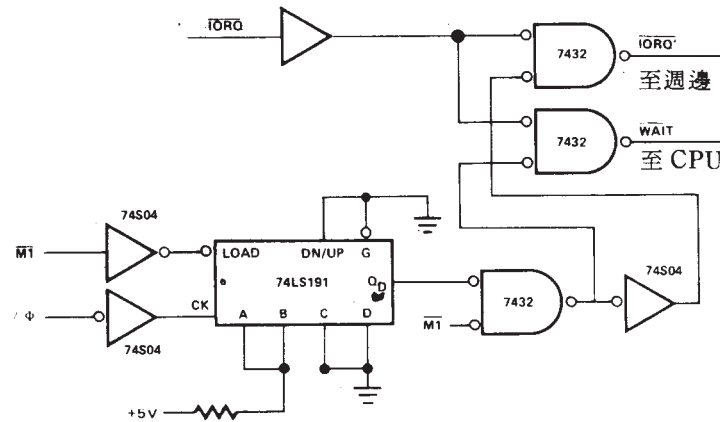 IORQ
7432
IORQ'
至週邊
7432
WAIT
至 CPU
74S04
M1
LOAD
DN/UP
G
74LS191
QD
CK
A
B
C
D
Φ
74S04
7432
M1
74S04
+5V